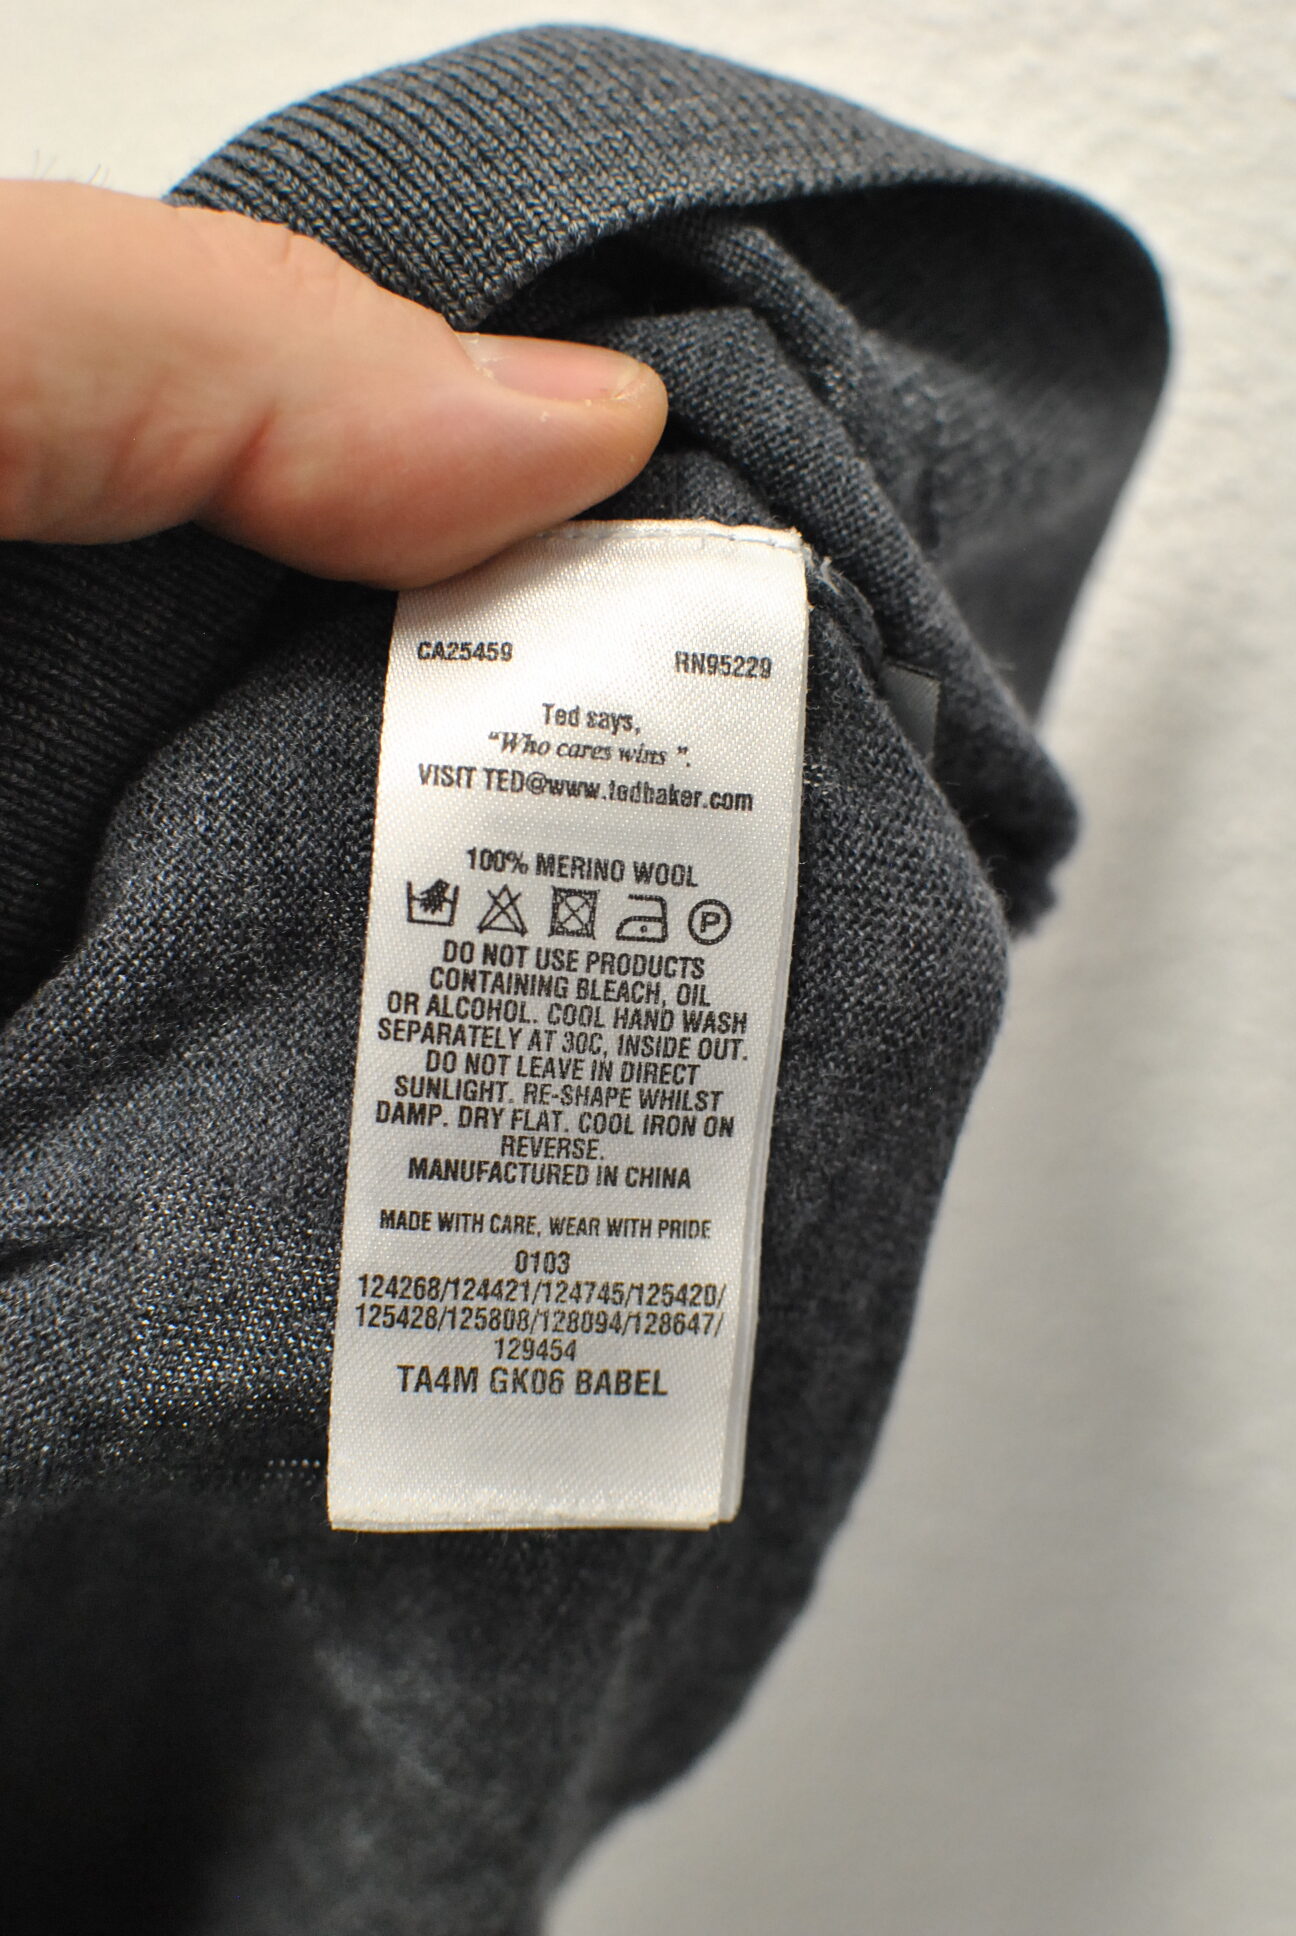 CA25459 RN95229
Ted says,
“Who cares wins ”.
VISIT TED@www.tedbaker.com
100% MERINO WOOL
P
DO NOT USE PRODUCTS
CONTAINING BLEACH, OIL
OR ALCOHOL. COOL HAND WASH
SEPARATELY AT 30C, INSIDE OUT.
DO NOT LEAVE IN DIRECT
SUNLIGHT. RE-SHAPE WHILST
DAMP. DRY FLAT. COOL IRON ON
REVERSE.
MANUFACTURED IN CHINA
MADE WITH CARE, WEAR WITH PRIDE
0103
124268/124421/124745/125420/
125428/125808/128094/128647/
129454
TA4M GK06 BABEL